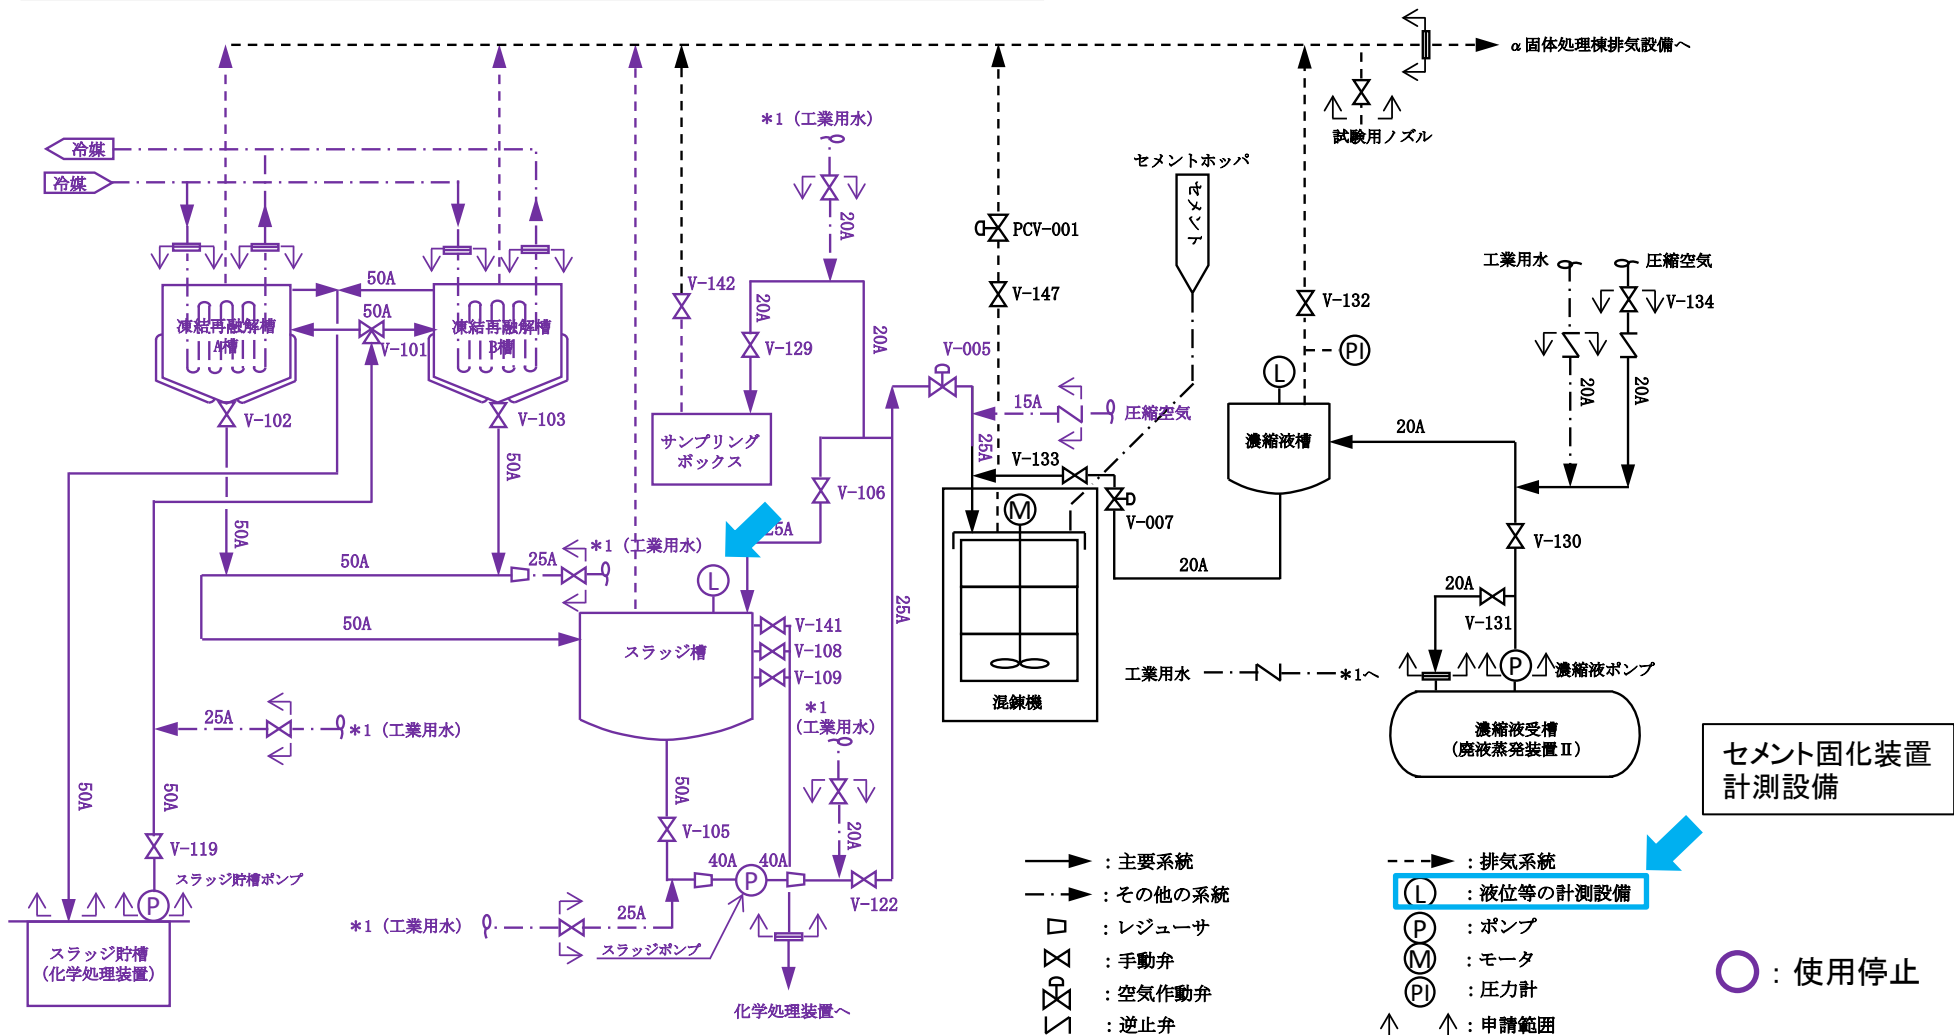 α固体処理棟排気設備へ
試験用ノズル
冷媒
冷媒
*1（工業用水）
20A
セメントホッパ
セメント
PCV-001
V-147
V-142
V-132
PI
工業用水
圧縮空気
V-134
20A
20A
50A
50A
V-101
凍結再融解槽
A槽
凍結再融解槽
B槽
V-102
V-103
20A
V-129
20A
V-005
15A
圧縮空気
25A
サンプリング
ボックス
V-106
25A
V-133
V-007
L
濃縮液槽
20A
20A
M
混錬機
V-130
20A
V-131
P
濃縮液ポンプ
濃縮液受槽
（廃液蒸発装置Ⅱ）
50A
50A
50A
25A
*1（工業用水）
50A
L
スラッジ槽
V-141
V-108
V-109
25A
*1
（工業用水）
20A
工業用水
*1へ
25A
*1（工業用水）
50A
50A
V-119
スラッジ貯槽ポンプ
P
スラッジ貯槽
（化学処理装置）
50A
V-105
40A
P
40A
V-122
*1（工業用水）
25A
スラッジポンプ
化学処理装置へ
セメント固化装置
計測設備
：主要系統
：その他の系統
：レジューサ
：手動弁
：空気作動弁
：逆止弁
：排気系統
L：液位等の計測設備
P：ポンプ
M：モータ
PI：圧力計
：申請範囲
：使用停止